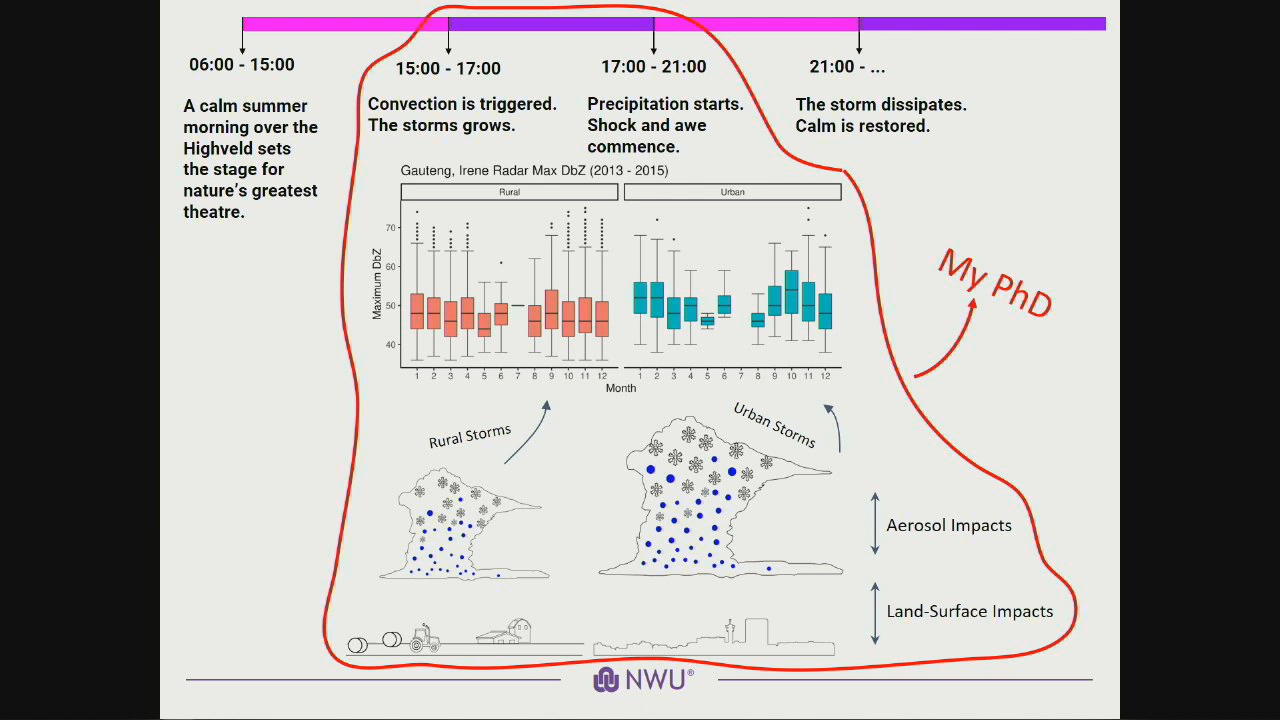 06:00 - 15:00
15:00 - 17:00
17:00 - 21:00
21:00 - ...
A calm summer
morning over the
Highveld sets
the stage for
nature's greatest
theatre.
Convection is triggered.
The storms grows.
Precipitation starts.
Shock and awe
commence.
The storm dissipates.
Calm is restored.
Gauteng, Irene Radar Max DbZ (2013 - 2015)
Rural
Urban
Maximum DbZ
70
60
50
40
1 2 3 4 5 6 7 8 9 10 11 12
1 2 3 4 5 6 7 8 9 10 11 12
Month
My PhD
Rural Storms
Urban Storms
Aerosol Impacts
Land-Surface Impacts
NWU®